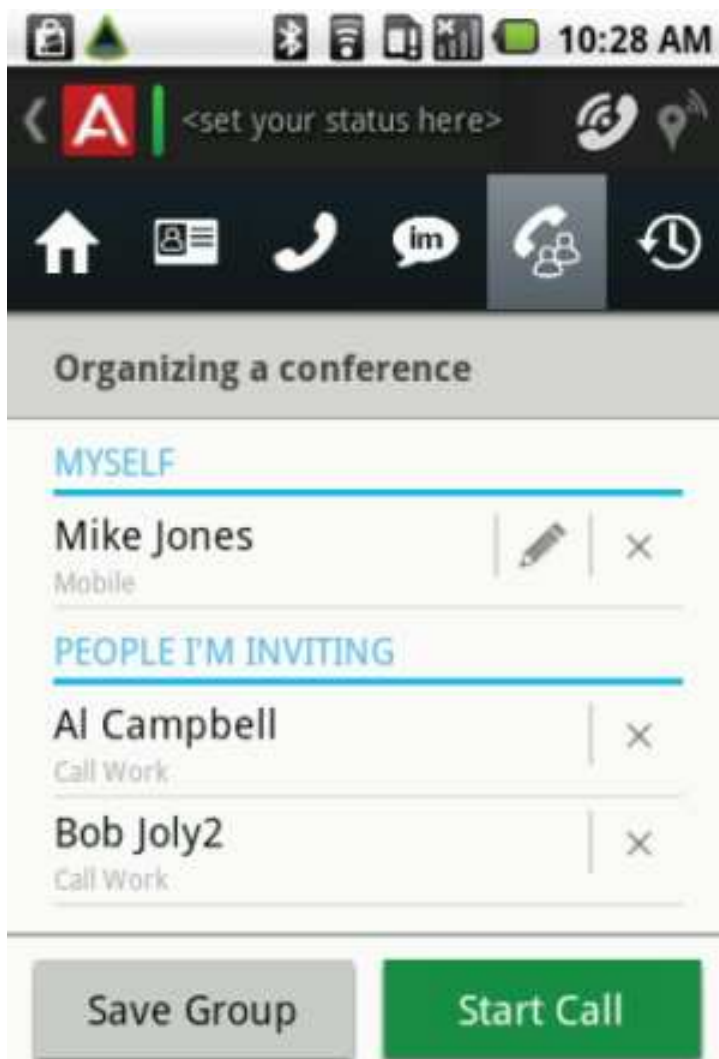 10:28 AM
A <set your status here>
im
Organizing a conference
MYSELF
Mike Jones
Mobile
PEOPLE I'M INVITING
Al Campbell
Call Work
Bob Joly2
Call Work
Save Group Start Call